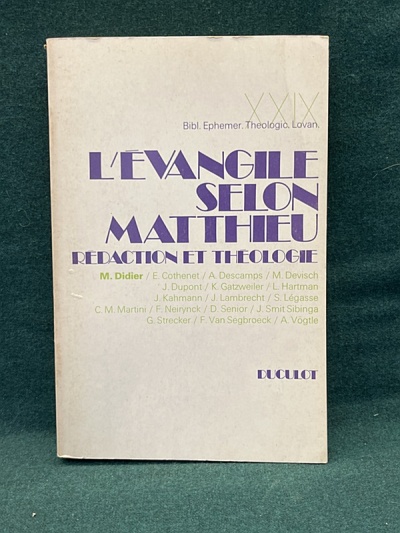 XXIX
Bibl. Ephemer. Theologic. Lovan.
L'ÉVANGILE
SELON
MATTHIEU
RÉDACTION ET THÉOLOGIE
M. Didier / E. Cothenet / A. Descamps / M. Devisch
J. Dupont / K. Gatzweiler / L. Hartman
J. Kahmann / J. Lambrecht / S. Légasse
C. M. Martini / F. Neirynck / D. Senior / J. Smit Sibinga
G. Strecker / F. Van Segbroeck / A. Vögtle
DUCULOT